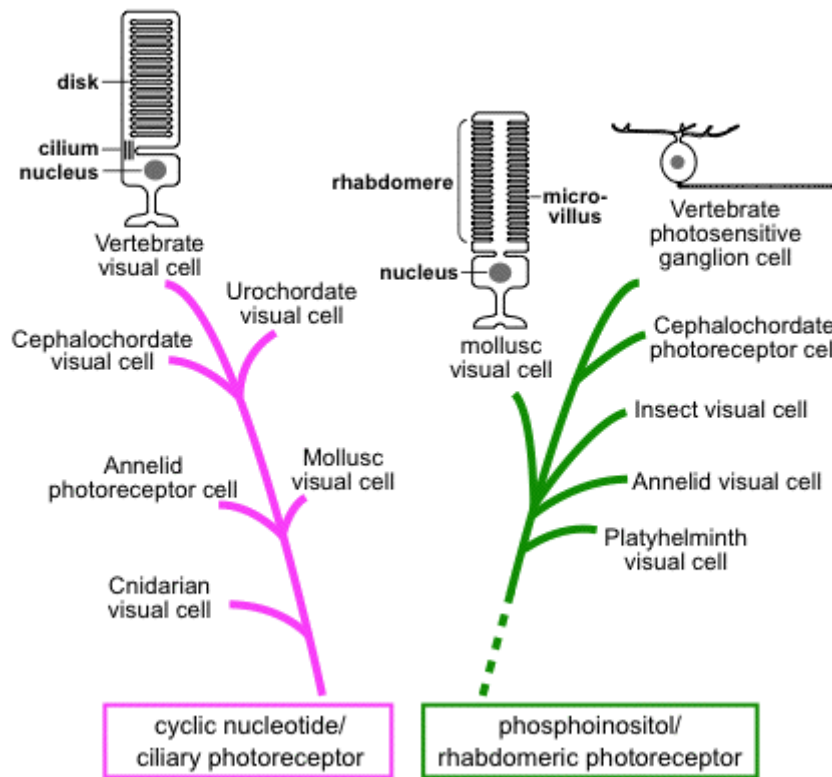 disk
cilium
nucleus
Vertebrate
visual cell
Urochordate
visual cell
Cephalochordate
visual cell
Annelid
photoreceptor cell
Mollusc
visual cell
Cnidarian
visual cell
cyclic nucleotide/
ciliary photoreceptor
rhabdomere
micro-
villus
nucleus
mollusc
visual cell
Vertebrate
photosensitive
ganglion cell
Cephalochordate
photoreceptor cel
Insect visual cell
Annelid visual cell
Platyhelminth
visual cell
phosphoinositol/
rhabdomeric photoreceptor